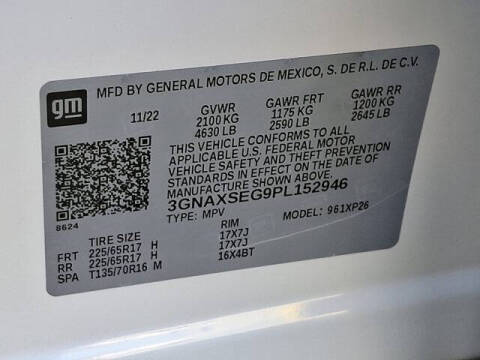 gm
MFD BY GENERAL MOTORS DE MEXICO, S. DE R.L. DE C.V.
11/22 GVWR GAWR FRT GAWR RR
2100 KG 1175 KG 1200 KG
4630 LB 2590 LB 2645 LB
THIS VEHICLE CONFORMS TO ALL
APPLICABLE U.S. FEDERAL MOTOR
VEHICLE SAFETY AND THEFT PREVENTION
STANDARDS IN EFFECT ON THE DATE OF
MANUFACTURE SHOWN ABOVE.
3GNAXSEG9PL152946
8624 TYPE: MPV MODEL: 961XP26
TIRE SIZE RIM
FRT 225/65R17 H 17X7J
RR 225/65R17 H 17X7J
SPA T135/70R16 M 16X4BT